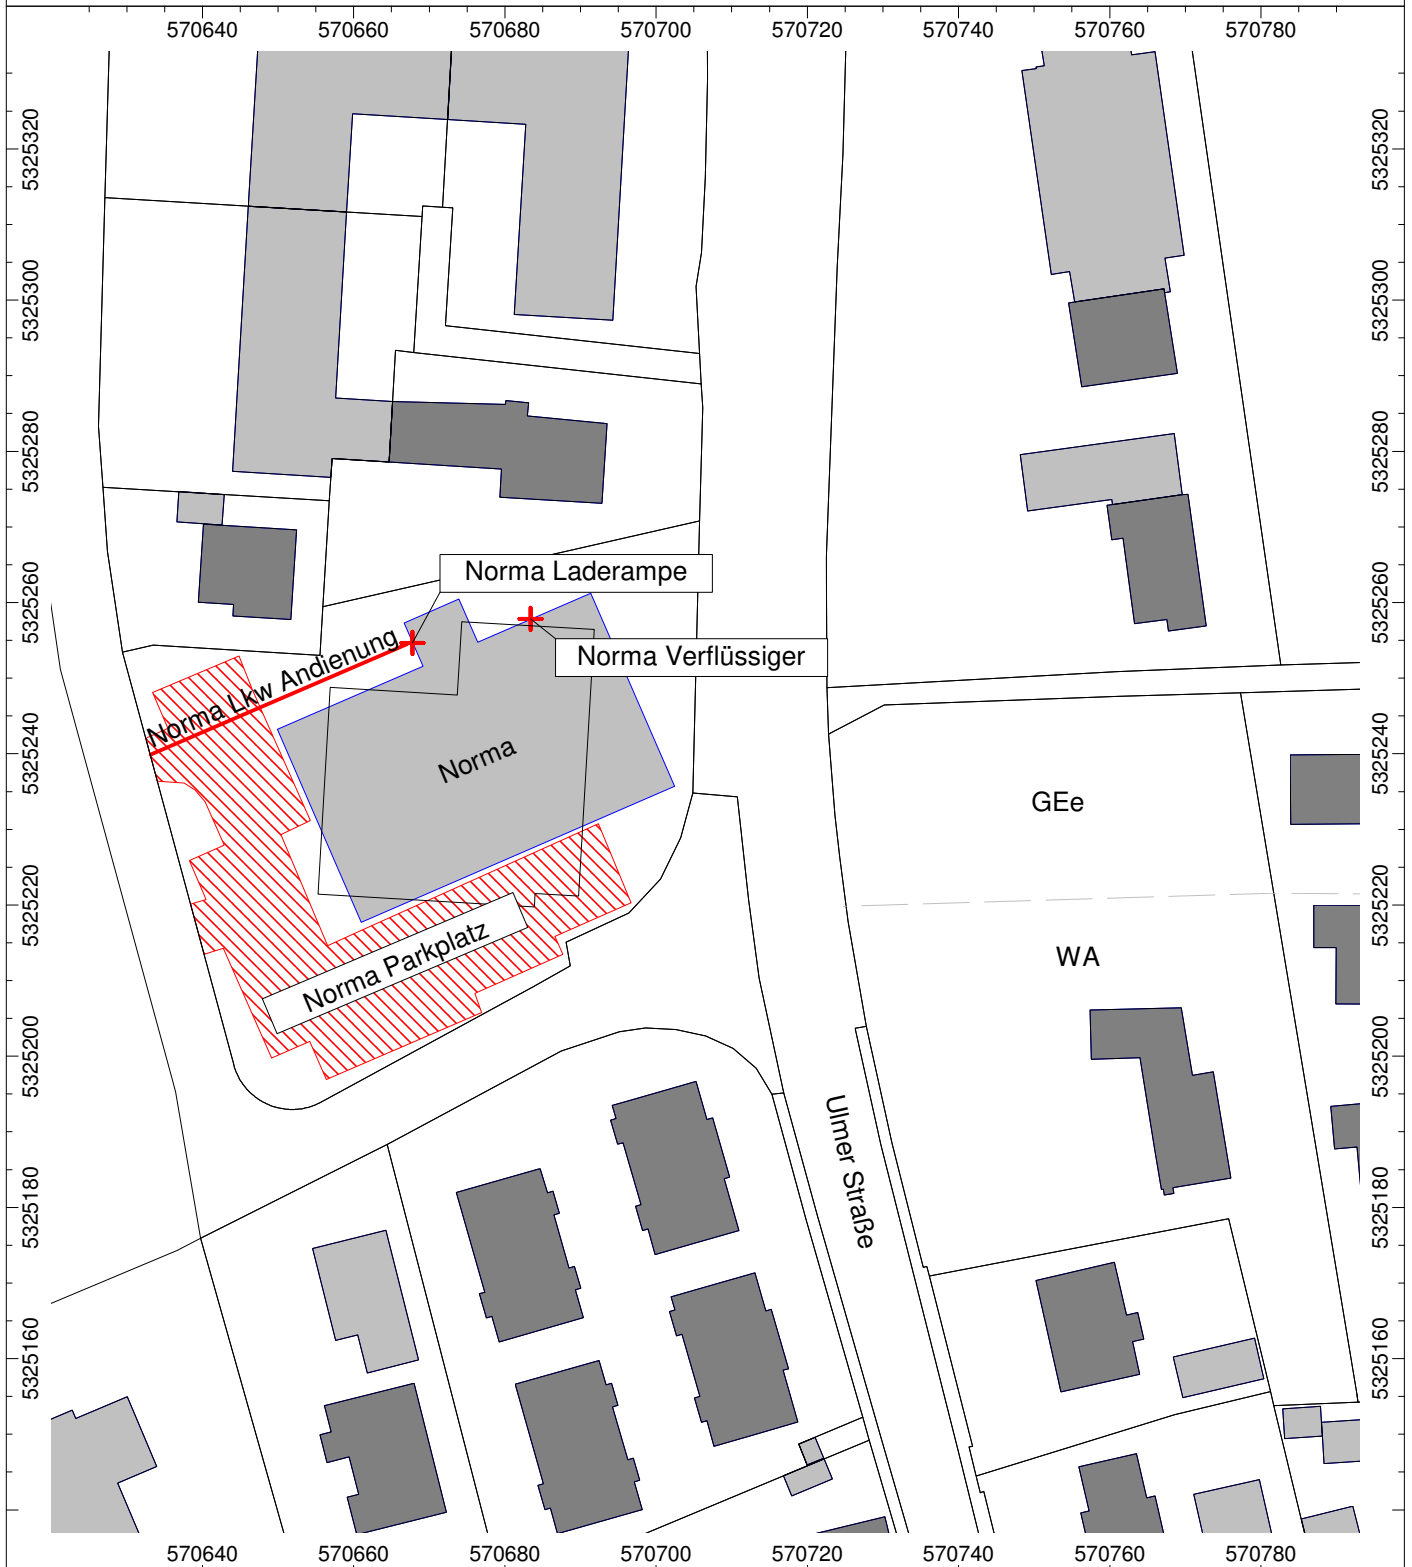 570640 570660 570680 570700 570720 570740 570760 570780
5325320 5325320
5325300 5325300
5325280 5325280
Norma Laderampe
5325260 5325260
Norma Lkw Andienung
Norma Verflüssiger
5325240 5325240
Norma
GEe
5325220 5325220
Norma Parkplatz
WA
5325200 5325200
Ulmer Straße
5325180 5325180
5325160 5325160
570640 570660 570680 570700 570720 570740 570760 570780